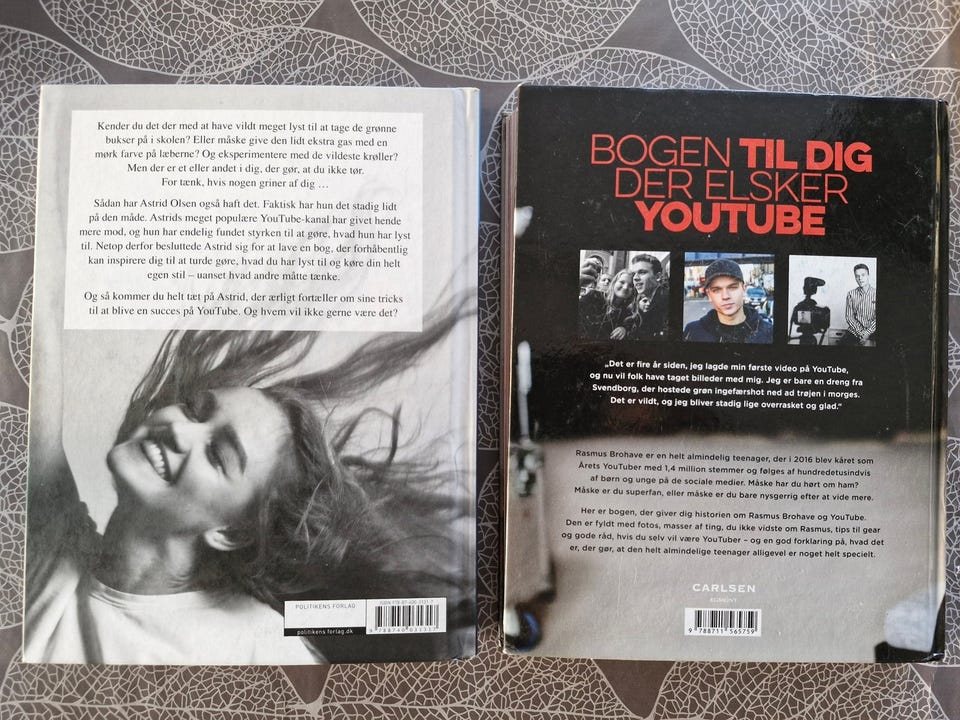 Kender du det der med at have vildt meget lyst til at tage de grønne
bukser på i skolen? Eller måske give den lidt ekstra gas med en
mørk farve på læberne? Og eksperimentere med de vildeste krøller?
Men der er et eller andet i dig, der gør, at du ikke tør.
For tænk, hvis nogen griner af dig …
Sådan har Astrid Olsen også haft det. Faktisk har hun det stadig lidt
på den måde. Astrids meget populære YouTube-kanal har givet hende
mere mod, og hun har endelig fundet styrken til at gøre, hvad hun har lyst
til. Netop derfor besluttede Astrid sig for at lave en bog, der forhåbentlig
kan inspirere dig til at turde gøre, hvad du har lyst til og køre din helt
egen stil – uanset hvad andre måtte tænke.
Og så kommer du helt tæt på Astrid, der ærligt fortæller om sine tricks
til at blive en succes på YouTube. Og hvem vil ikke gerne være det?
POLITIKENS FORLAG
politikens forlag.dk
ISBN 978-87-400-3131-7
9 788740 031317
BOGEN TIL DIG
DER ELSKER
YOUTUBE
„Det er fire år siden, jeg lagde min første video på YouTube,
og nu vil folk have taget billeder med mig. Jeg er bare en dreng fra
Svendborg, der hostede grøn ingefærshot ned ad trøjen i morges.
Det er vildt, og jeg bliver stadig lige overrasket og glad.“
Rasmus Brohave er en helt almindelig teenager, der i 2016 blev kåret som
Årets YouTuber med 1,4 million stemmer og følges af hundredetusindvis
af børn og unge på de sociale medier. Måske har du hørt om ham?
Måske er du superfan, eller måske er du bare nysgerrig efter at vide mere.
Her er bogen, der giver dig historien om Rasmus Brohave og YouTube.
Den er fyldt med fotos, masser af ting, du ikke vidste om Rasmus, tips til gear
og gode råd, hvis du selv vil være YouTuber – og en god forklaring på, hvad det
er, der gør, at den helt almindelige teenager alligevel er noget helt specielt.
CARLSEN
EGMONT
9 788711 565759